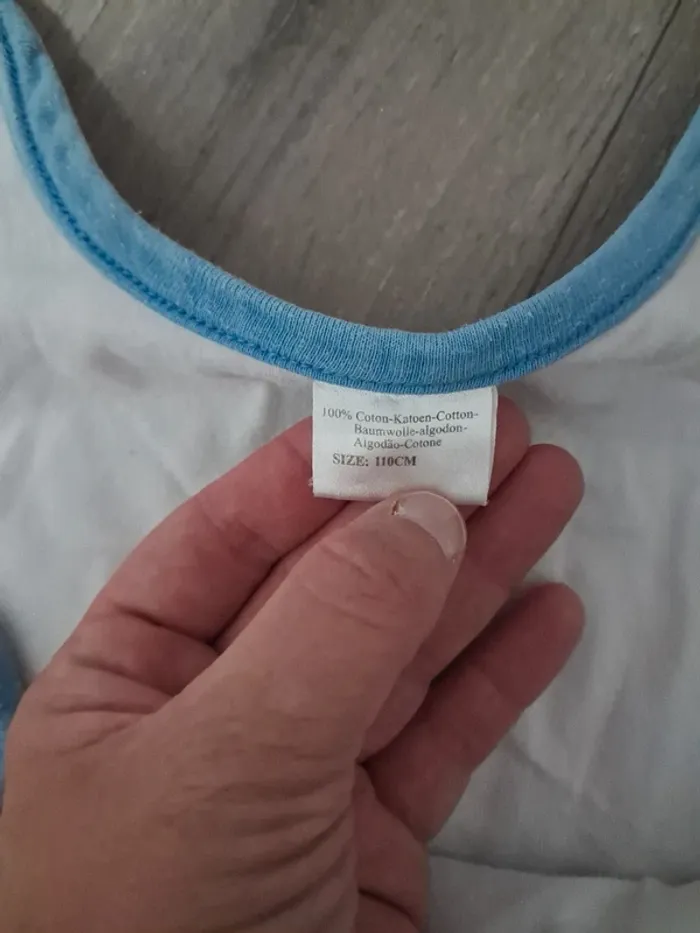 100% Coton-Katoen-Cotton-
Baumwolle-algodon-
Algodão-Cotone
SIZE: 110CM